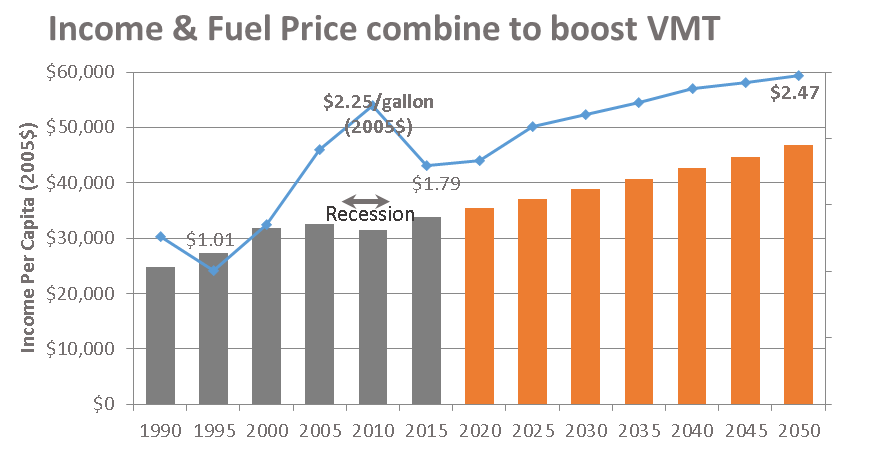 Income & Fuel Price combine to boost VMT
$60,000
$50,000
$40,000
$30,000
$20,000
$10,000
$0
Income Per Capita (2005$)
$2.25/gallon
(2005$)
$2.47
$1.79
$1.01
Recession
1990 1995 2000 2005 2010 2015 2020 2025 2030 2035 2040 2045 2050